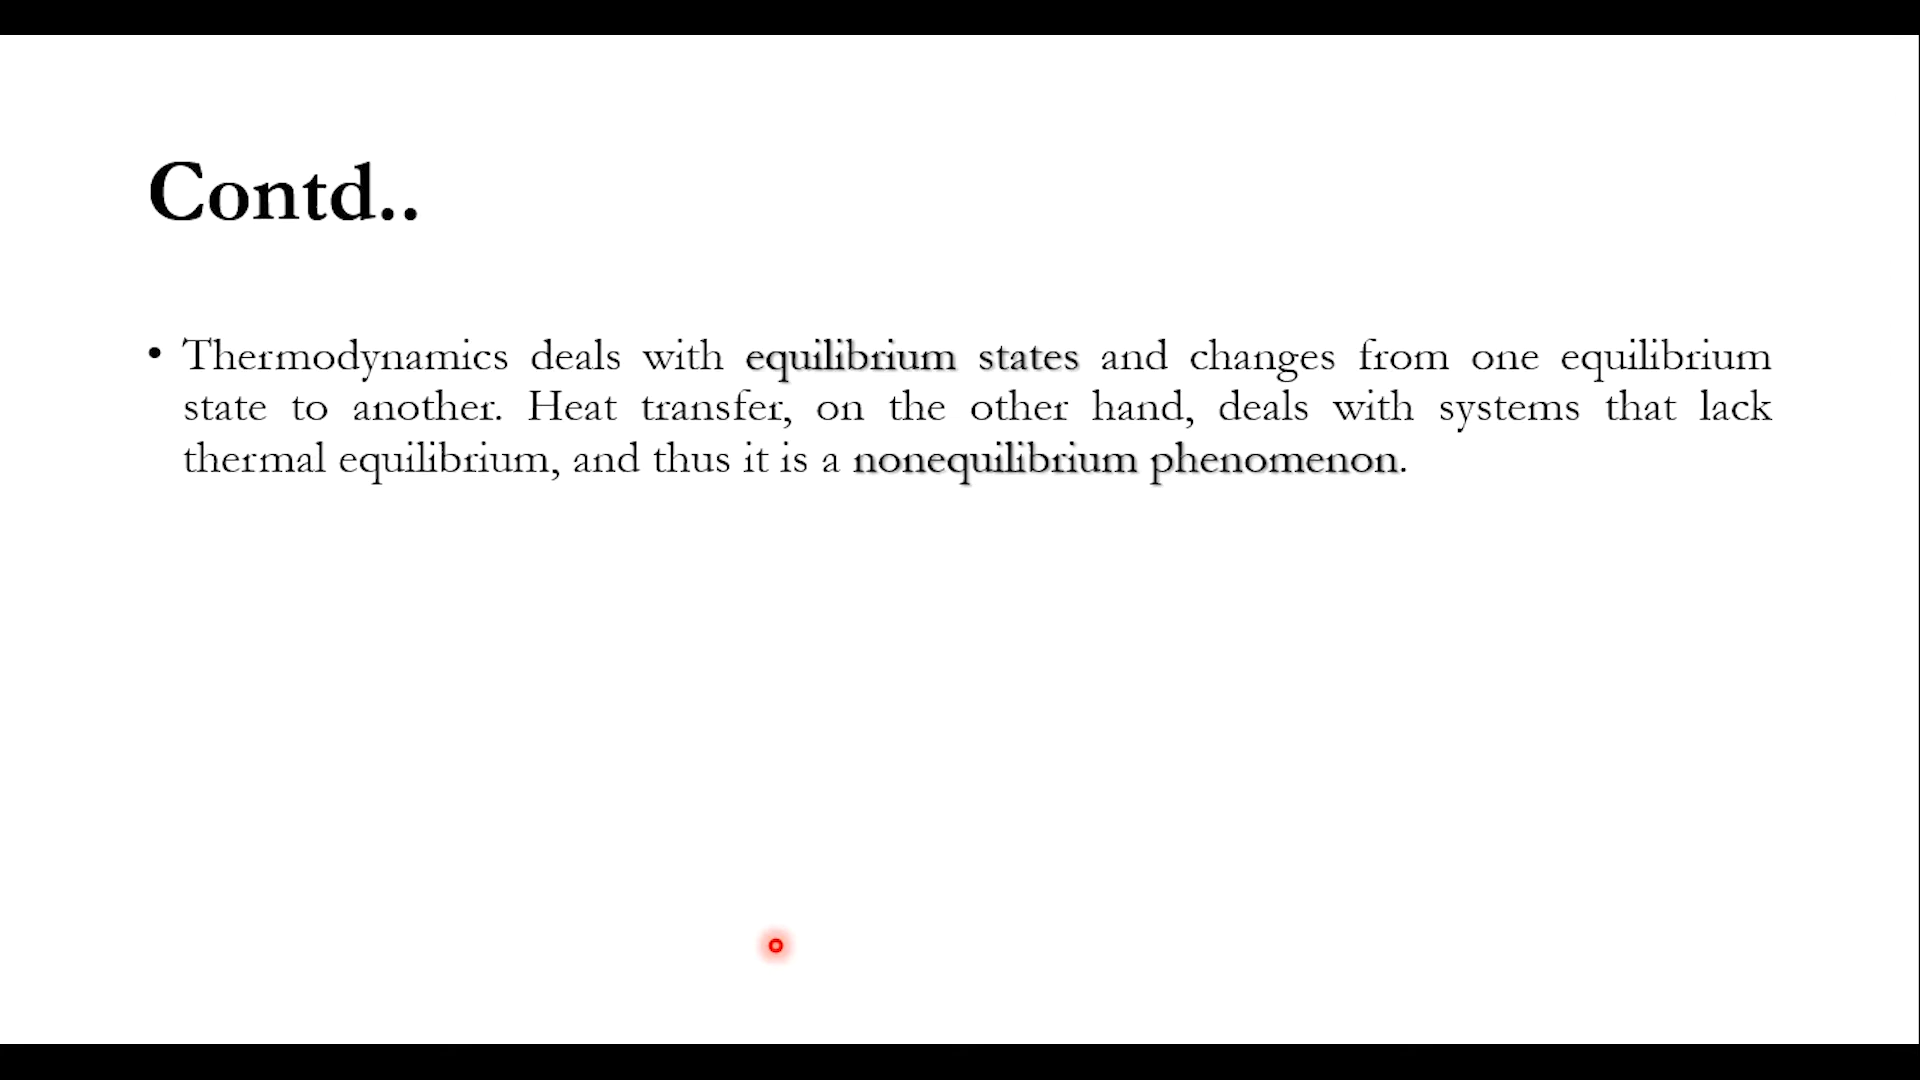 Contd..
• Thermodynamics deals with equilibrium states and changes from one equilibrium
state to another. Heat transfer, on the other hand, deals with systems that lack
thermal equilibrium, and thus it is a nonequilibrium phenomenon.